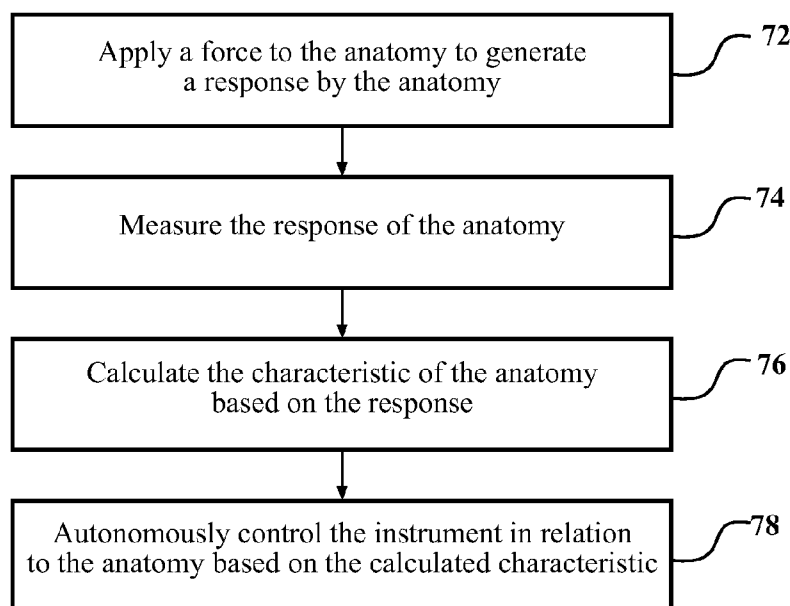 Apply a force to the anatomy to generate
a response by the anatomy
72
Measure the response of the anatomy
74
Calculate the characteristic of the anatomy
based on the response
76
Autonomously control the instrument in relation
to the anatomy based on the calculated characteristic
78